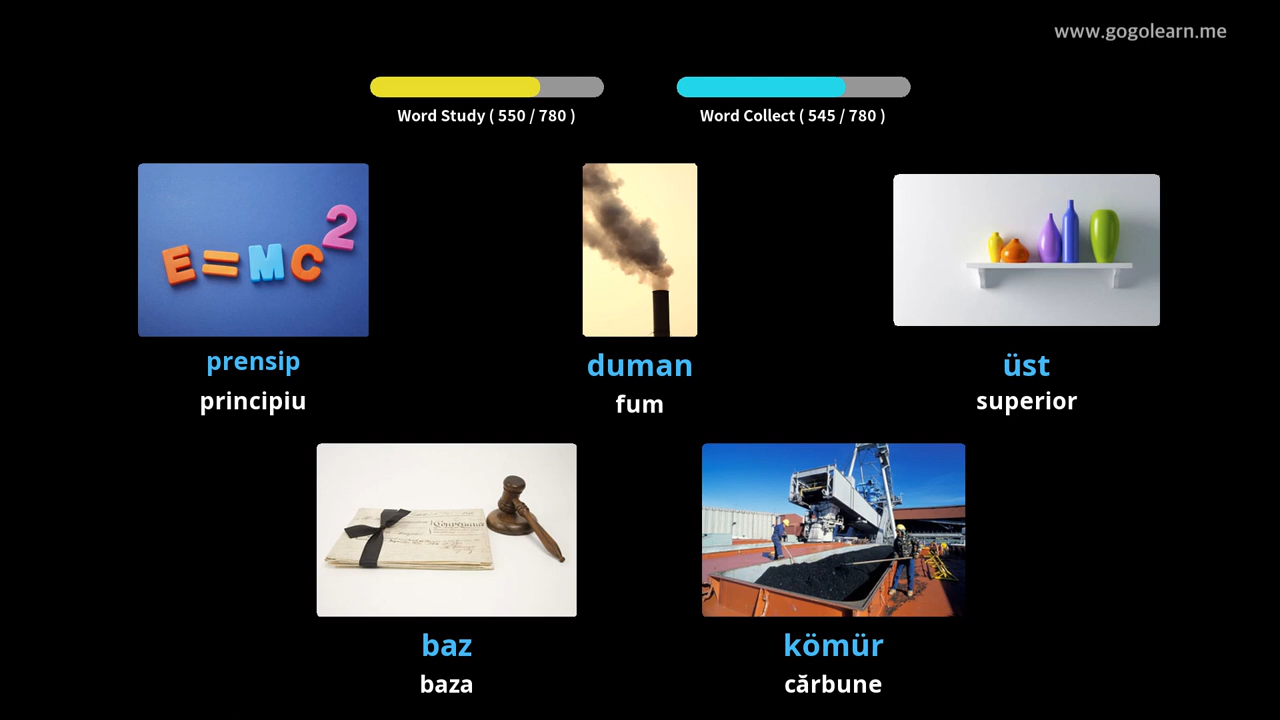 www.gogolearn.me
Word Study ( 550 / 780 )
Word Collect ( 545 / 780 )
E=MC2
prensip
principiu
duman
fum
üst
superior
baz
baza
kömür
cărbune